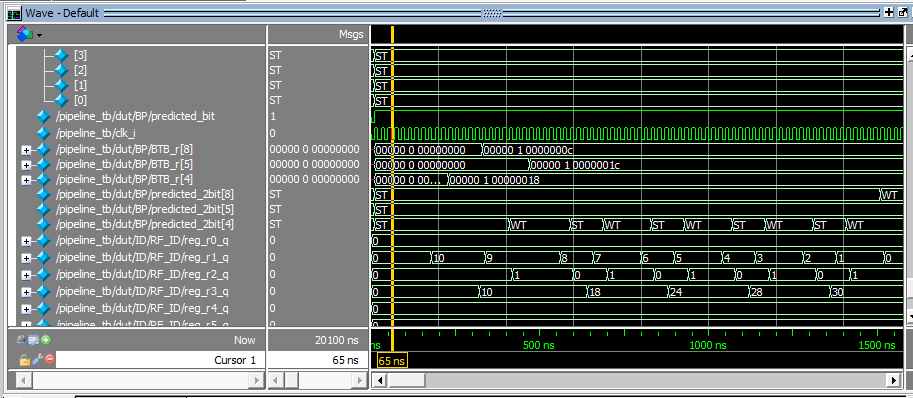 Wave - Default
Msgs
[3] ST ST
[2] ST ST
[1] ST ST
[0] ST ST
/pipeline_tb/dut/BP/predicted_bit 1
/pipeline_tb/clk_i 0
/pipeline_tb/dut/BP/BTB_r[8] 00000 0 00000000 00000 0 00000000 00000 1 0000000c
/pipeline_tb/dut/BP/BTB_r[5] 00000 0 00000000 00000 0 00000000 00000 1 0000001c
/pipeline_tb/dut/BP/BTB_r[4] 00000 0 00000000 00000 0 00... 00000 1 00000018
/pipeline_tb/dut/BP/predicted_2bit[8] ST ST WT
/pipeline_tb/dut/BP/predicted_2bit[5] ST ST
/pipeline_tb/dut/BP/predicted_2bit[4] ST ST WT ST WT ST WT ST WT ST WT
/pipeline_tb/dut/ID/RF_ID/reg_r0_q 0 0
/pipeline_tb/dut/ID/RF_ID/reg_r1_q 0 0 10 9 8 7 6 5 4 3 2 1 0
/pipeline_tb/dut/ID/RF_ID/reg_r2_q 0 0 1 0 1 0 1 0 1 0 1
/pipeline_tb/dut/ID/RF_ID/reg_r3_q 0 0 10 18 24 28 30
/pipeline_tb/dut/ID/RF_ID/reg_r4_q 0 0
/pipeline_tb/dut/ID/RF_ID/reg_r5_q 0 0
Now 20100 ns ns 500 ns 1000 ns 1500 ns
Cursor 1 65 ns 65 ns